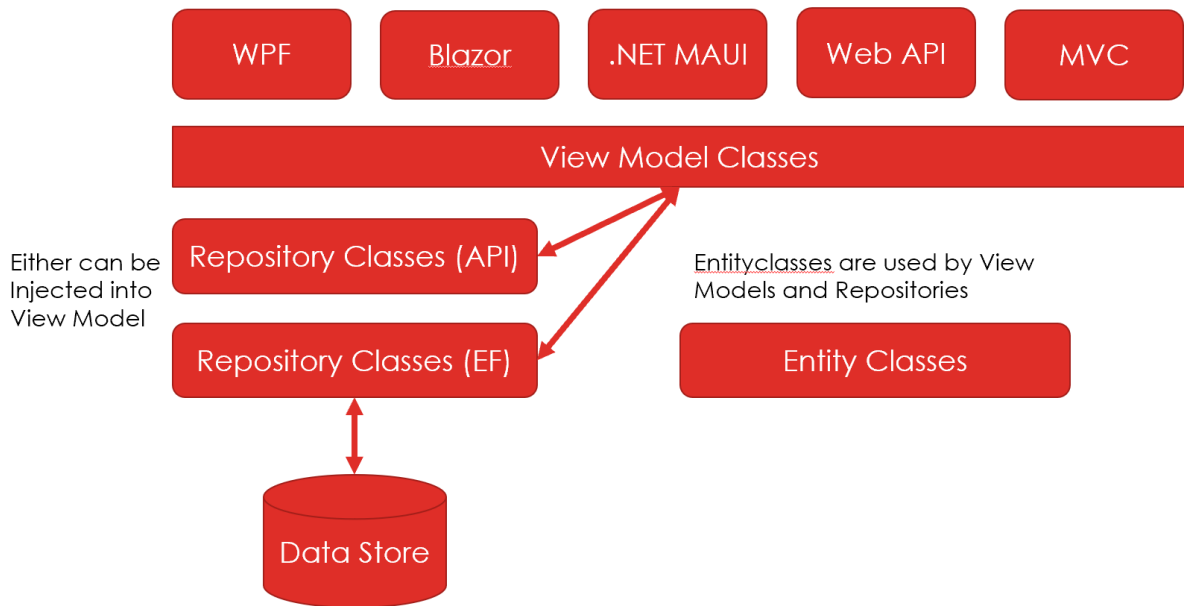 WPF
Blazor
.NET MAUI
Web API
MVC
View Model Classes
Repository Classes (API)
Either can be
Injected into
View Model
Entityclasses are used by View
Models and Repositories
Repository Classes (EF)
Entity Classes
Data Store